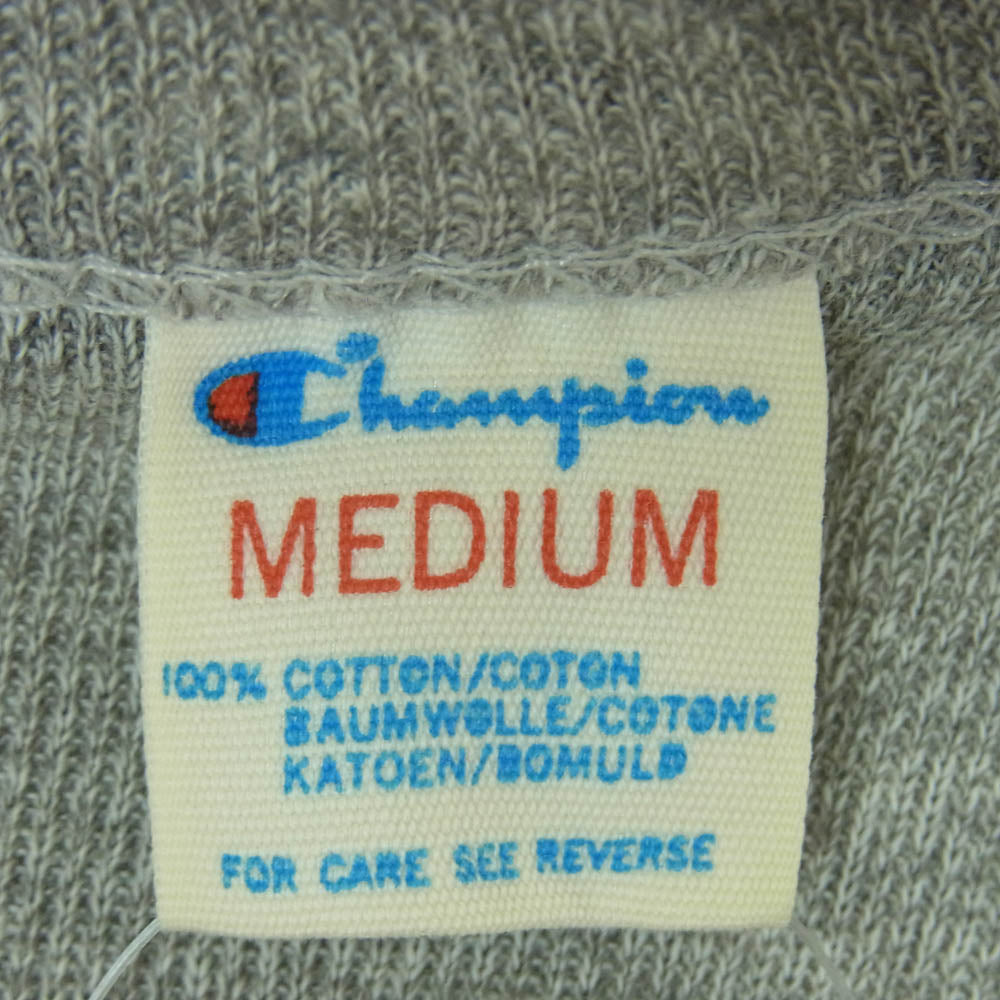 Champion
MEDIUM
100% COTTON/COTON
BAUMWOLLE/COTONE
KATOEN/BOMULD
FOR CARE SEE REVERSE